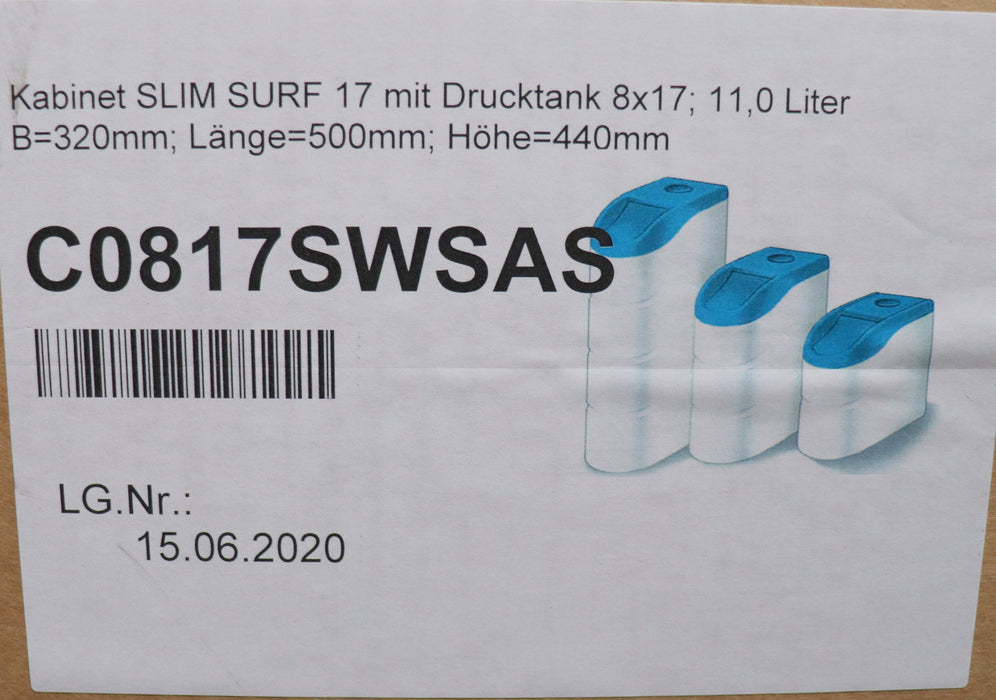 Kabinet SLIM SURF 17 mit Drucktank 8x17; 11,0 Liter
B=320mm; Länge=500mm; Höhe=440mm
C0817SWSAS
LG.Nr.:
15.06.2020